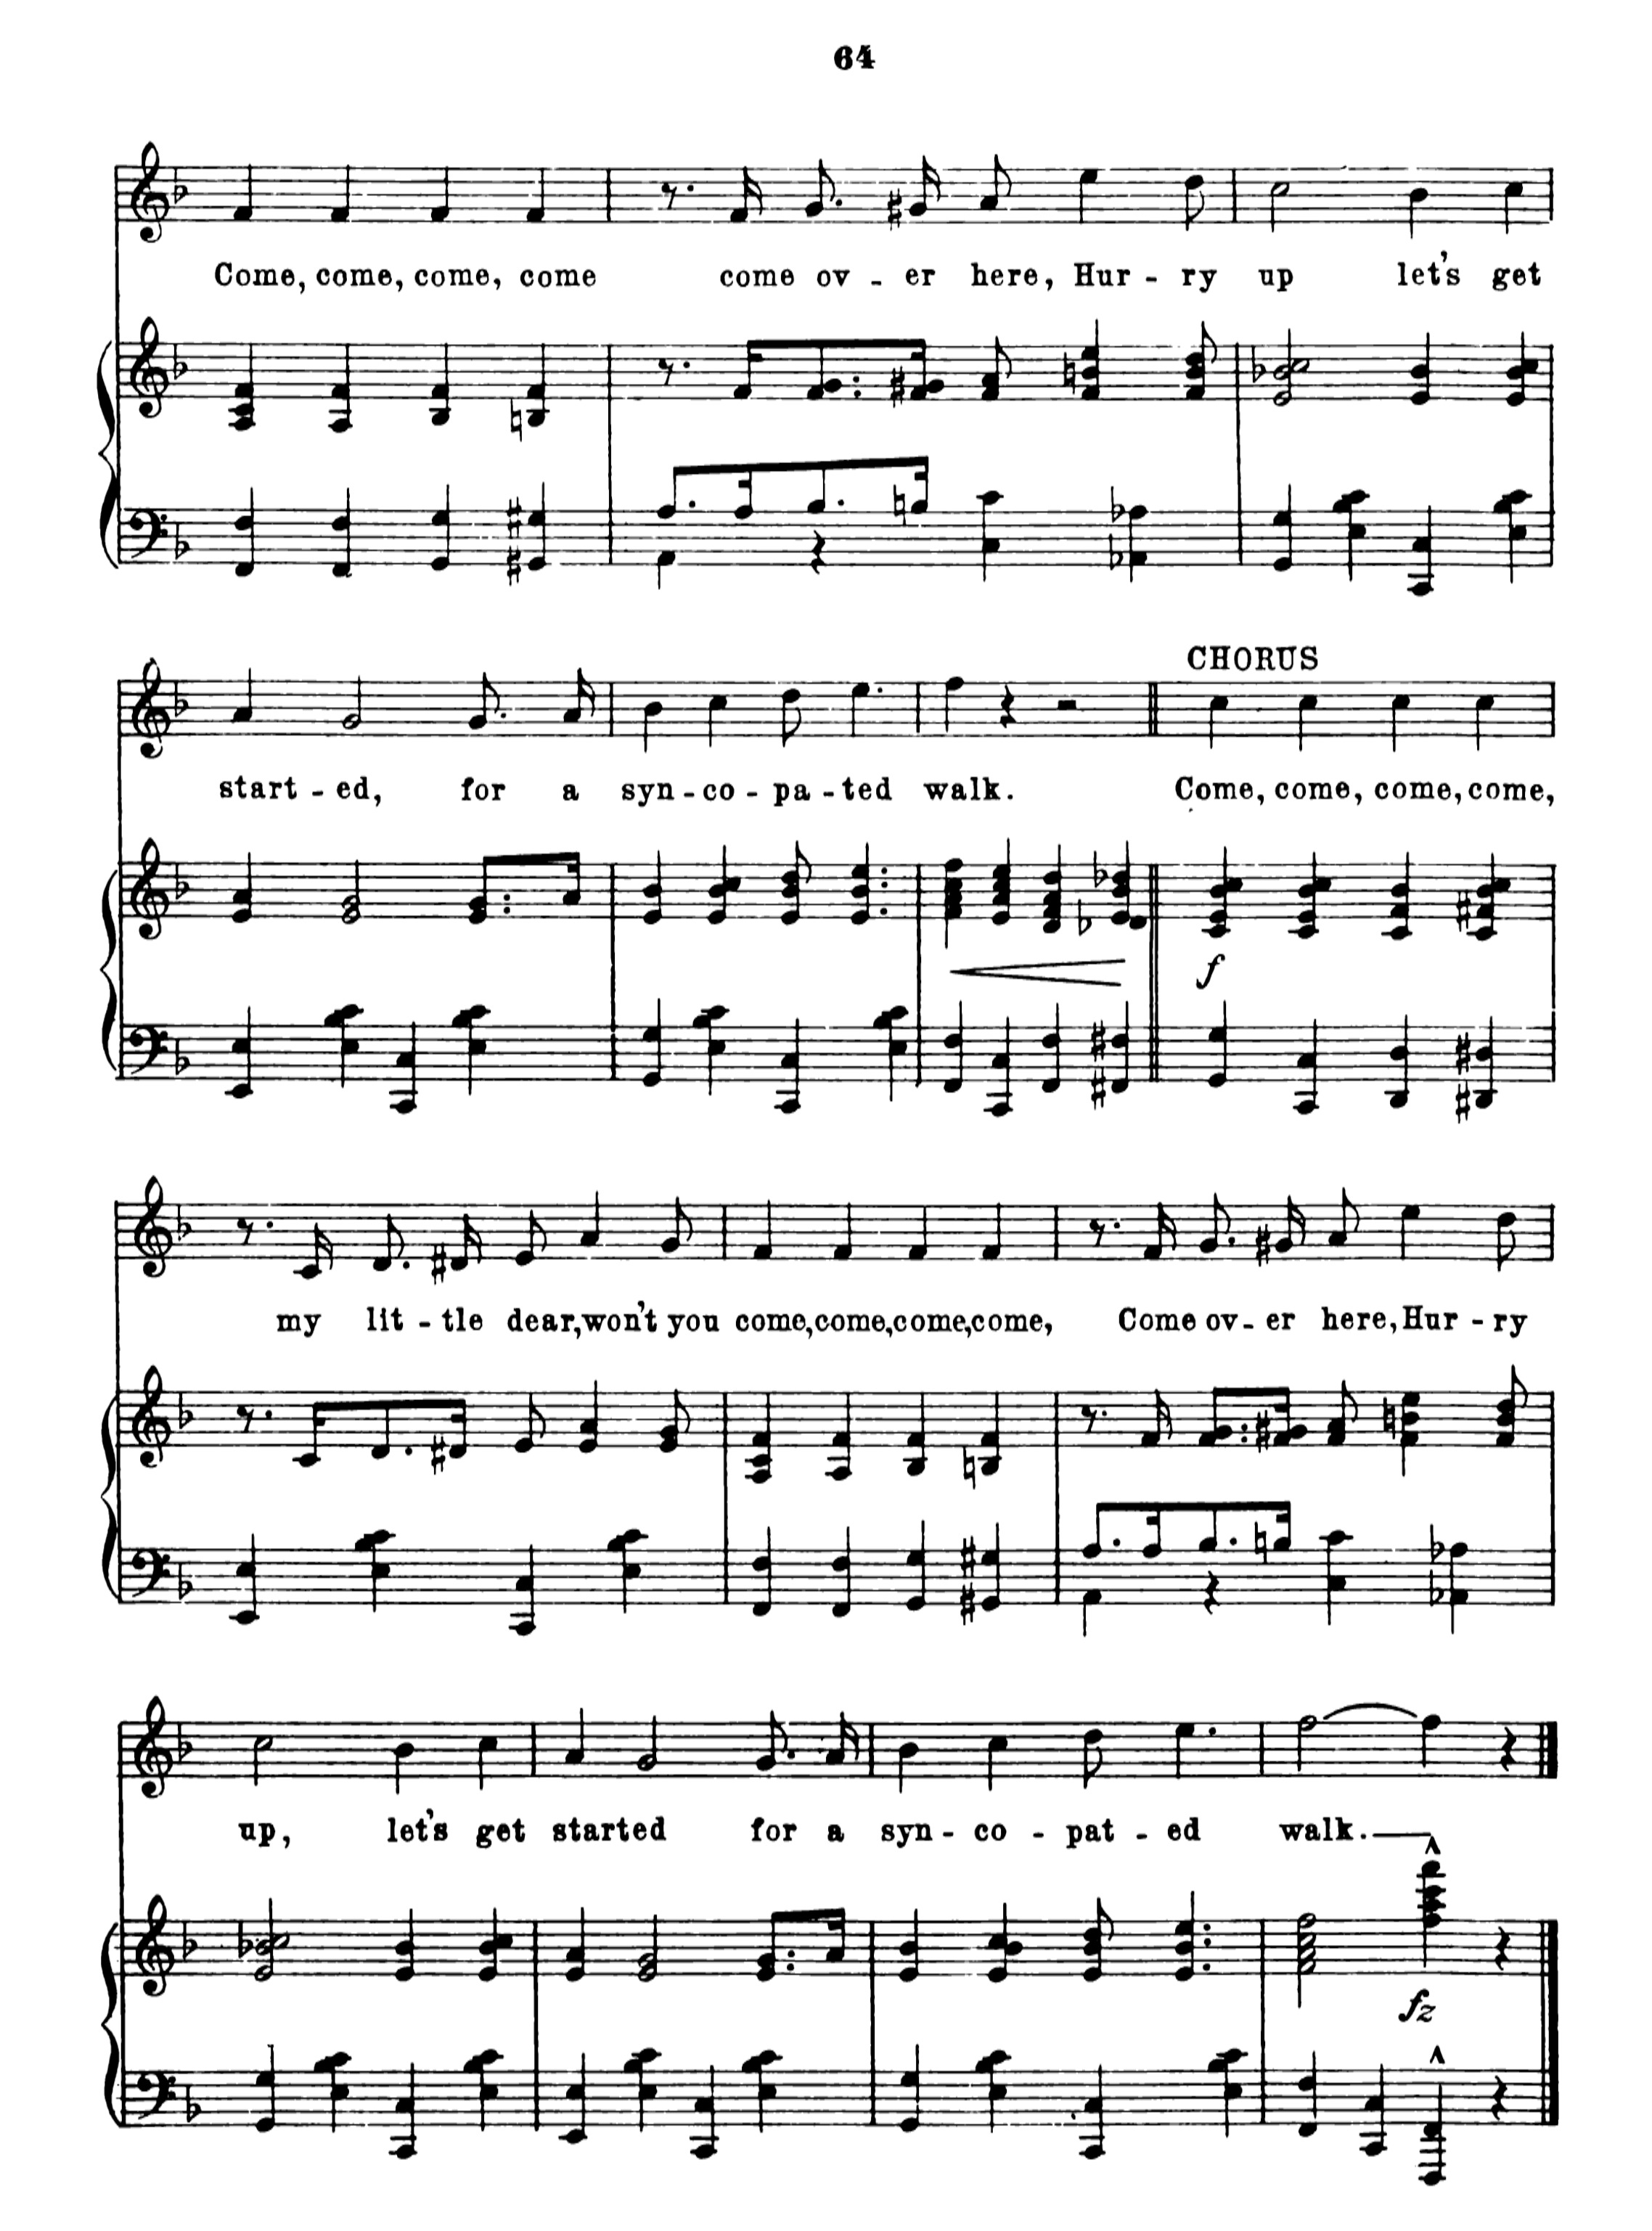 64
Come, come, come, come come ov - er here, Hur - ry up let's get
CHORUS
start - ed, for a syn - co - pa - ted walk. Come, come, come, come,
f
my lit - tle dear, won't you come, come, come, come, Come ov - er here, Hur - ry
up, let's get started for a syn - co - pat - ed walk.
fz